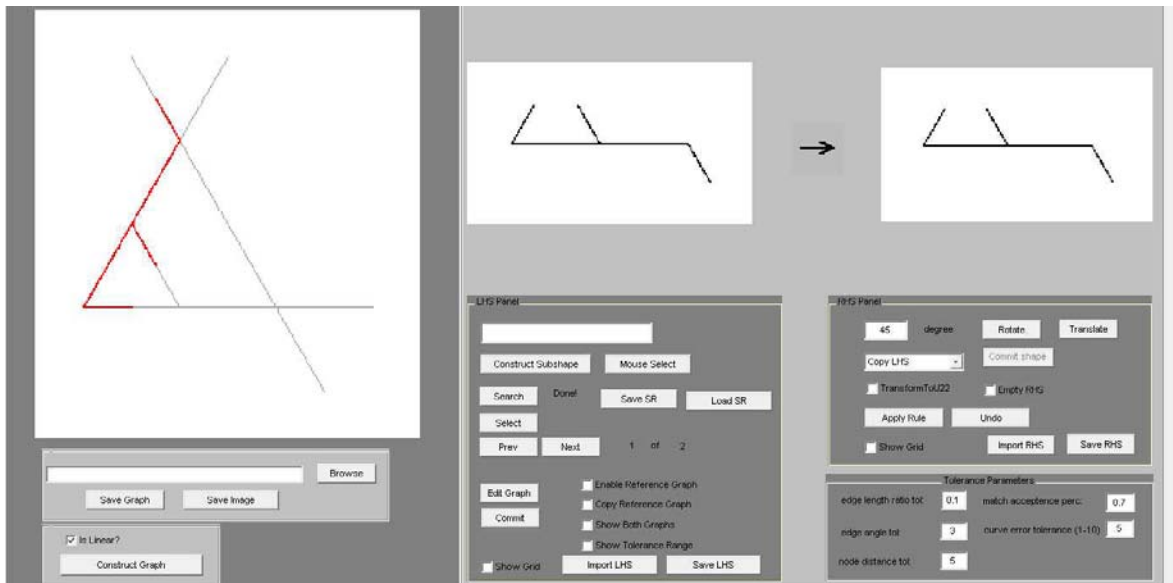 LHS Panel
Construct Subshape Mouse Select
Search Done! Save SR Load SR
Select
Prev Next 1 of 2
Edit Graph
Commit
Enable Reference Graph
Copy Reference Graph
Show Both Graphs
Show Tolerance Range
Show Grid Import LHS Save LHS
RHS Panel
45 degree Rotate Translate
Copy LHS Commit shape
TransformToU22 Empty RHS
Apply Rule Undo
Show Grid Import RHS Save RHS
Tolerance Parameters
edge length ratio tol: 0.1 match acceptence perc: 0.7
edge angle tol 3 curve error tolerance (1-10) 5
node distance tol 5
Browse
Save Graph Save Image
Is Linear?
Construct Graph